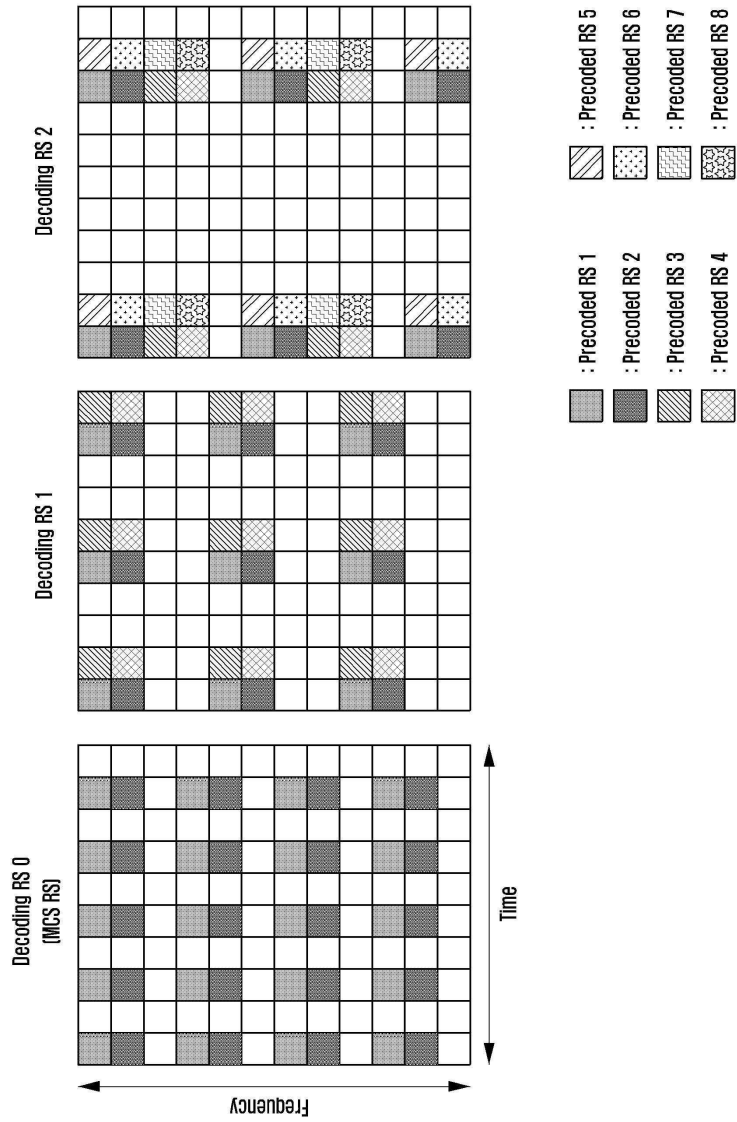 Decoding RS 0
(MCS RS)
Decoding RS 1
Decoding RS 2
Frequency
Time
: Precoded RS 1
: Precoded RS 2
: Precoded RS 3
: Precoded RS 4
: Precoded RS 5
: Precoded RS 6
: Precoded RS 7
: Precoded RS 8